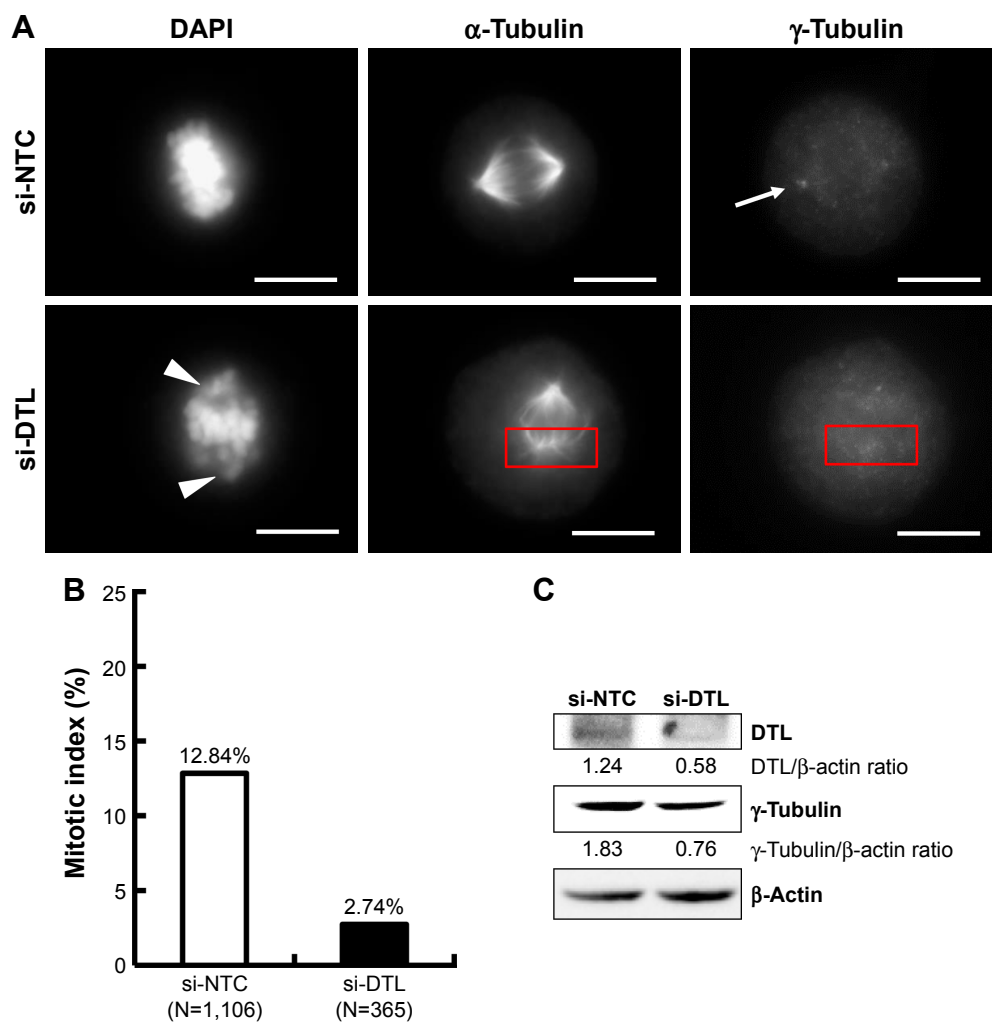 A
DAPI
α-Tubulin
γ-Tubulin
si-NTC
si-DTL
B
Mitotic index (%)
25
20
15
10
5
0
12.84%
2.74%
si-NTC
(N=1,106)
si-DTL
(N=365)
C
si-NTC
si-DTL
DTL
1.24
0.58
DTL/β-actin ratio
γ-Tubulin
1.83
0.76
γ-Tubulin/β-actin ratio
β-Actin